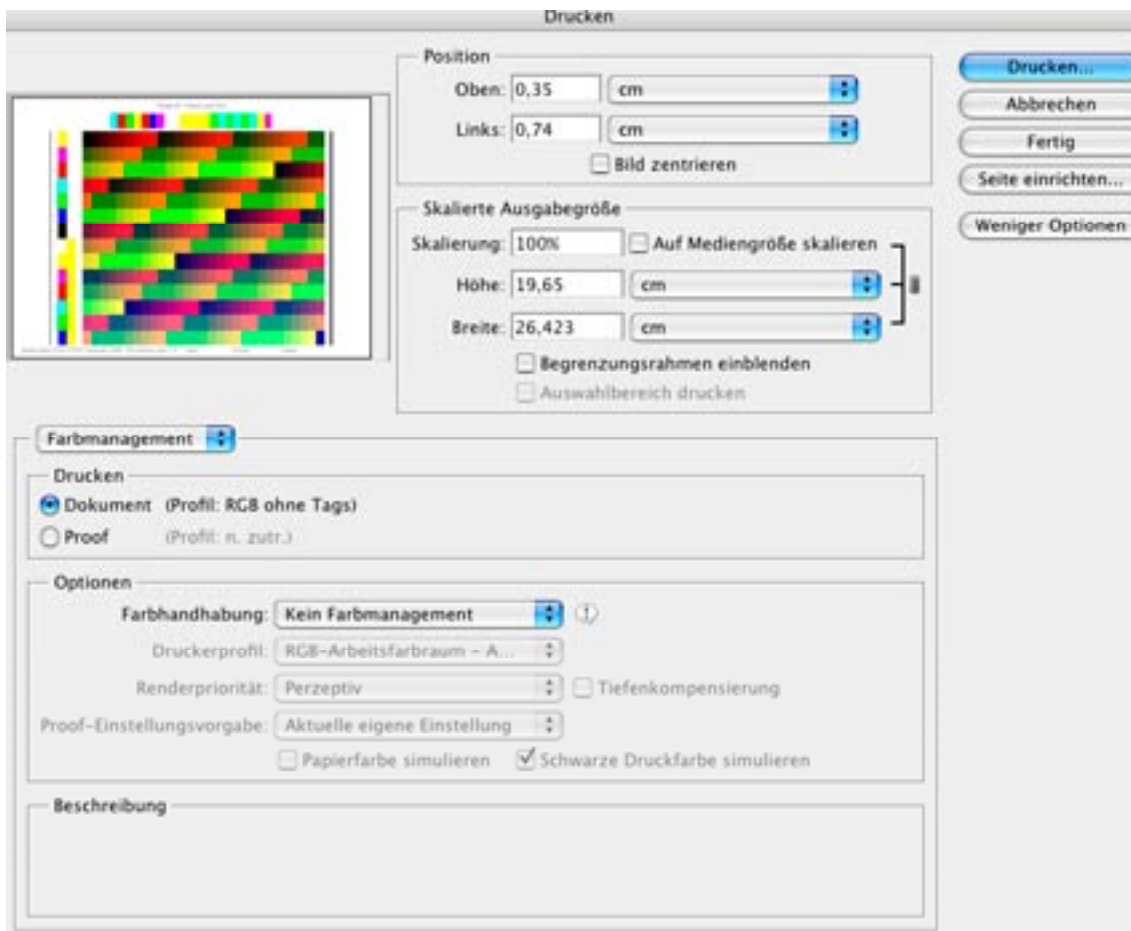 Drucken
Position
Oben: 0,35 cm
Links: 0,74 cm
Bild zentrieren
Skalierte Ausgabegröße
Skalierung: 100% Auf Mediengröße skalieren
Höhe: 19,65 cm
Breite: 26,423 cm
Begrenzungsrahmen einblenden
Auswahlbereich drucken
Drucken...
Abbrechen
Fertig
Seite einrichten...
Weniger Optionen
Farbmanagement
Drucken
Dokument (Profil: RGB ohne Tags)
Proof (Profil: n. zutr.)
Optionen
Farbhandhabung: Kein Farbmanagement
Druckerprofil: RGB-Arbeitsfarbraum - A...
Renderpriorität: Perzeptiv Tiefenkompensierung
Proof-Einstellungsvorgabe: Aktuelle eigene Einstellung
Papierfarbe simulieren Schwarze Druckfarbe simulieren
Beschreibung